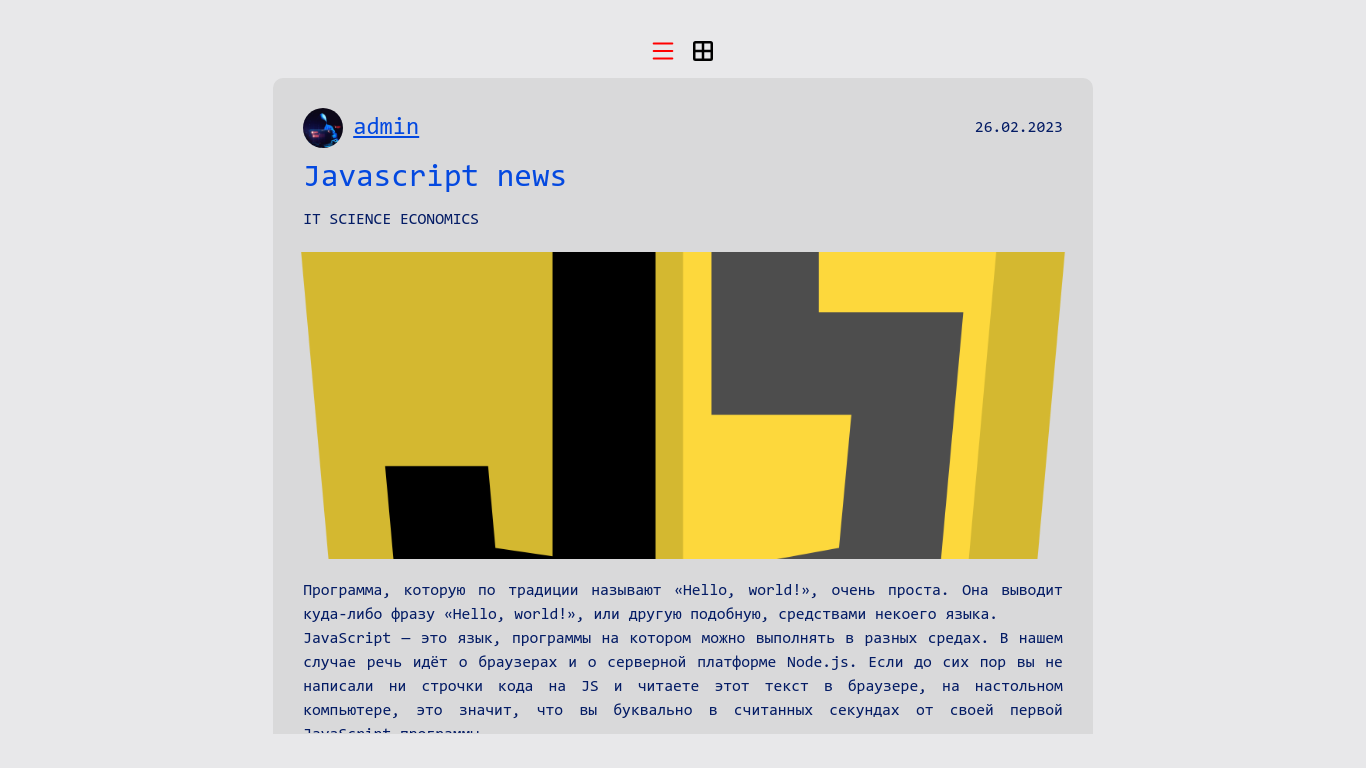 admin
26.02.2023
Javascript news
IT SCIENCE ECONOMICS
JS
Программа, которую по традиции называют «Hello, world!», очень проста. Она выводит
куда-либо фразу «Hello, world!», или другую подобную, средствами некоего языка.
JavaScript — это язык, программы на котором можно выполнять в разных средах. В нашем
случае речь идёт о браузерах и о серверной платформе Node.js. Если до сих пор вы не
написали ни строчки кода на JS и читаете этот текст в браузере, на настольном
компьютере, это значит, что вы буквально в считанных секундах от своей первой
JavaScript программы.